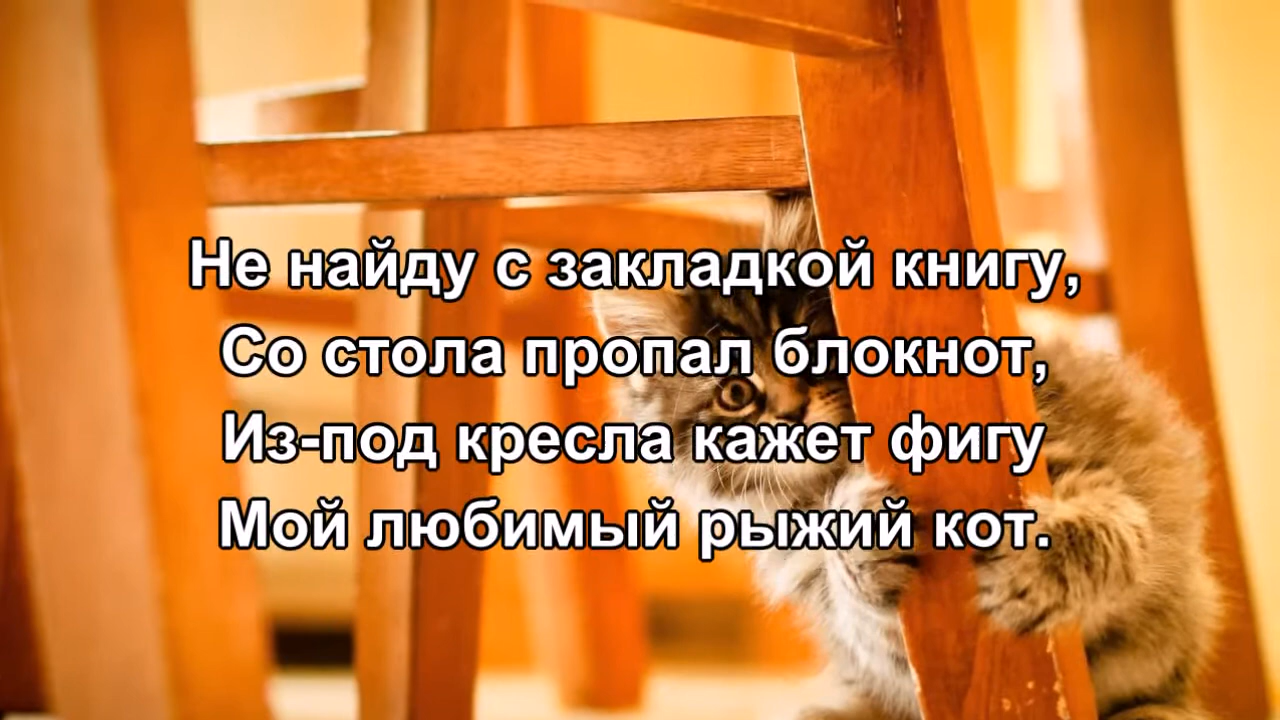 Не найду с закладкой книгу,
Со стола пропал блокнот,
Из-под кресла кажет фигу
Мой любимый рыжий кот.